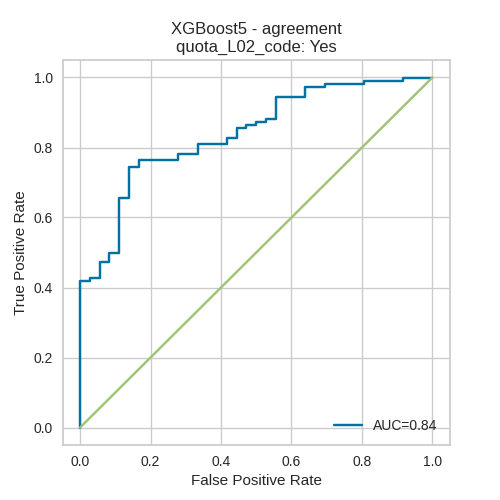 XGBoost5 - agreement
quota_L02_code: Yes
1.0
0.8
0.6
0.4
0.2
0.0
True Positive Rate
AUC=0.84
0.0 0.2 0.4 0.6 0.8 1.0
False Positive Rate